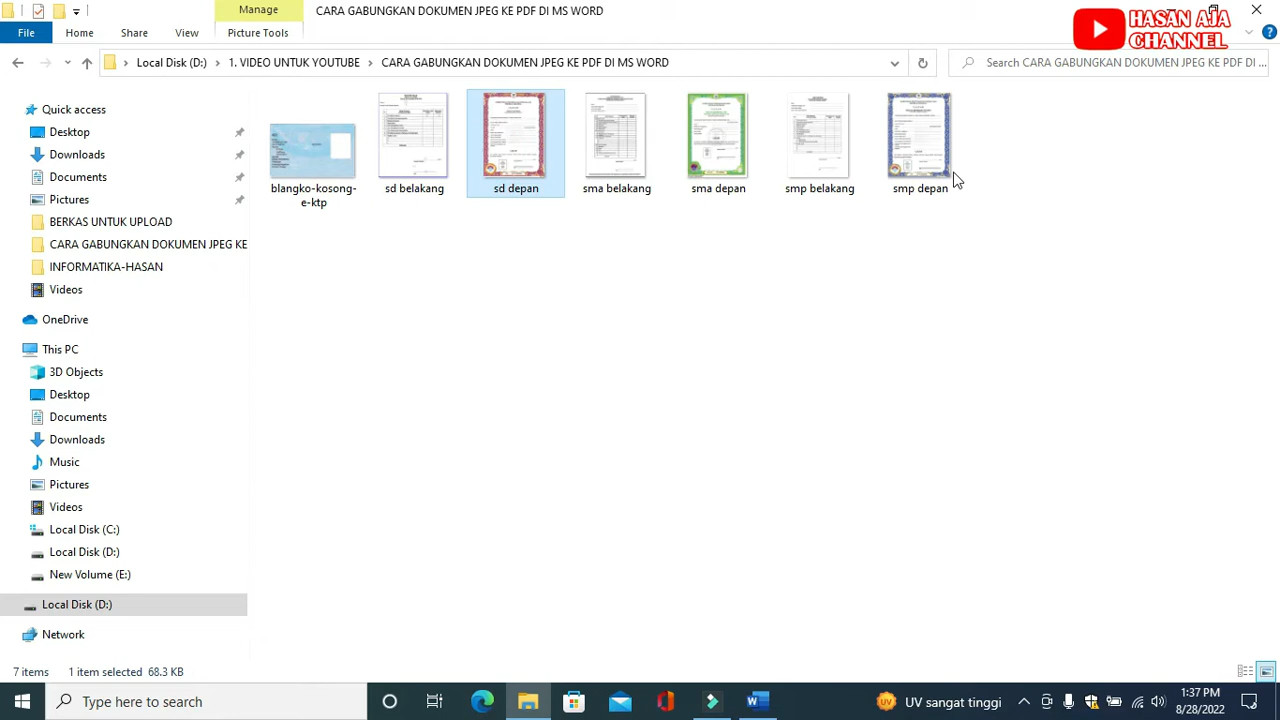 Manage
CARA GABUNGKAN DOKUMEN JPEG KE PDF DI MS WORD
HASAN AJA
CHANNEL
File
Home
Share
View
Picture Tools
Local Disk (D:)
1. VIDEO UNTUK YOUTUBE
CARA GABUNGKAN DOKUMEN JPEG KE PDF DI MS WORD
Search CARA GABUNGKAN DOKUMEN JPEG KE PDF DI ...
Quick access
Desktop
Downloads
Documents
Pictures
BERKAS UNTUK UPLOAD
CARA GABUNGKAN DOKUMEN JPEG KE
INFORMATIKA-HASAN
Videos
OneDrive
This PC
3D Objects
Desktop
Documents
Downloads
Music
Pictures
Videos
Local Disk (C:)
Local Disk (D:)
New Volume (E:)
Local Disk (D:)
Network
blangko-kosong-
e-ktp
sd belakang
sd depan
sma belakang
sma depan
smp belakang
smp depan
7 items
1 item selected 68.3 KB
Type here to search
UV sangat tinggi
1:37 PM
8/28/2022